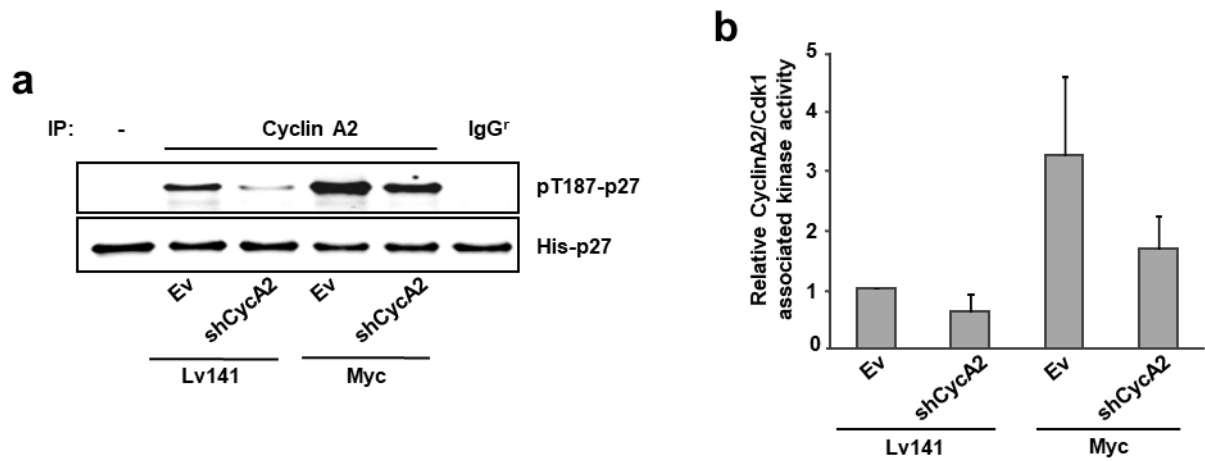 a
IP: - Cyclin A2 IgGʳ
pT187-p27
His-p27
Ev shCycA2 Ev shCycA2
Lv141 Myc
b
Relative CyclinA2/Cdk1
associated kinase activity
5
4
3
2
1
0
Ev shCycA2 Ev shCycA2
Lv141 Myc